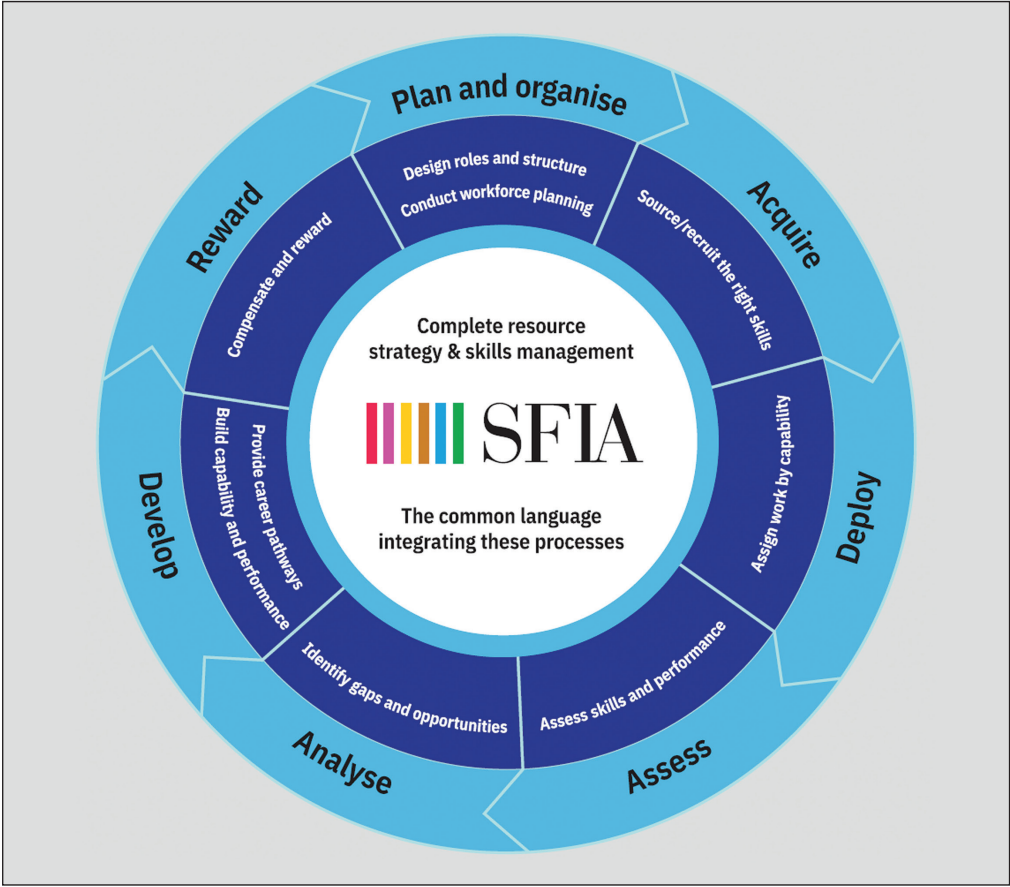 Plan and organise
Design roles and structure
Conduct workforce planning
Acquire
Source/recruit the right skills
Deploy
Assign work by capability
Assess
Assess skills and performance
Analyse
Identify gaps and opportunities
Develop
Provide career pathways
Build capability and performance
Reward
Compensate and reward
Complete resource
strategy & skills management
SFIA
The common language
integrating these processes